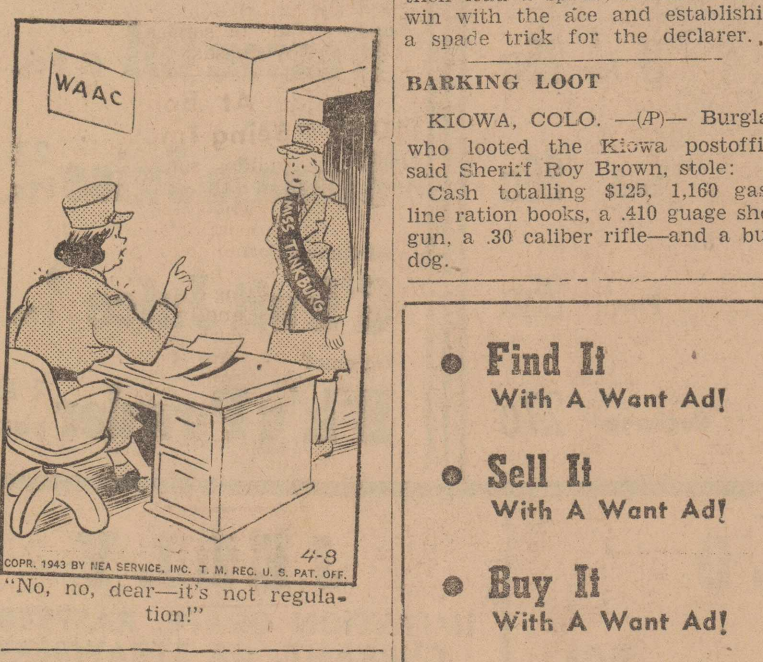 WAAC
MISS TANKBURG
4-8
COPR. 1943 BY NEA SERVICE, INC. T. M. REG. U. S. PAT. OFF.
"No, no, dear—it's not regula-
tion!"
win with the ace and establishi
a spade trick for the declarer.
BARKING LOOT
KIOWA, COLO. —(AP)— Burgla
who looted the Kiowa postoffi
said Sheriff Roy Brown, stole:
Cash totalling $125, 1,160 gas
line ration books, a .410 guage sho
gun, a .30 caliber rifle—and a bu
dog.
Find It
With A Want Ad!
Sell It
With A Want Ad!
Buy It
With A Want Ad!